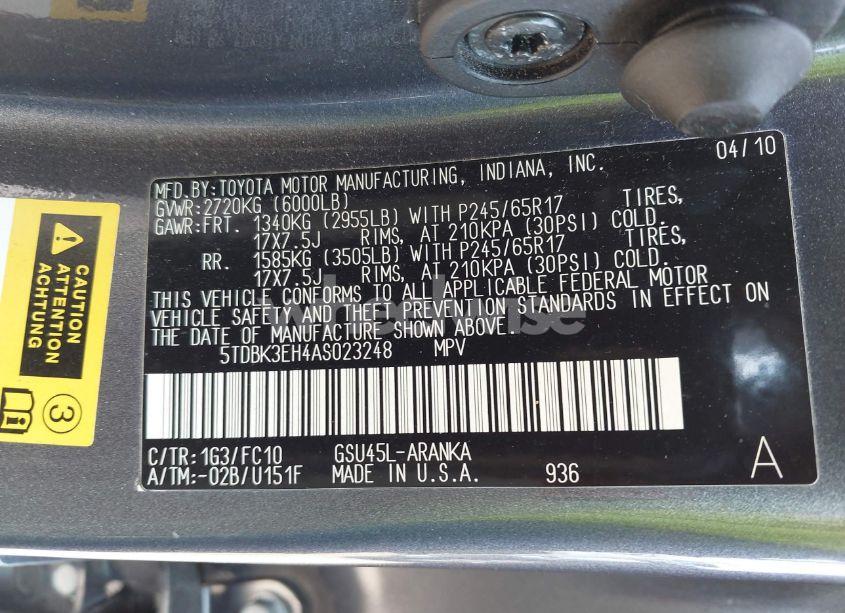 04/10
MFD.BY:TOYOTA MOTOR MANUFACTURING, INDIANA, INC.
GVWR:2720KG (6000LB)
GAWR:FRT. 1340KG (2955LB) WITH P245/65R17 TIRES,
17X7.5J RIMS, AT 210KPA (30PSI) COLD.
RR. 1585KG (3505LB) WITH P245/65R17 TIRES,
17X7.5J RIMS, AT 210KPA (30PSI) COLD.
THIS VEHICLE CONFORMS TO ALL APPLICABLE FEDERAL MOTOR
VEHICLE SAFETY AND THEFT PREVENTION STANDARDS IN EFFECT ON
THE DATE OF MANUFACTURE SHOWN ABOVE.
5TDBK3EH4AS023248 MPV
C/TR:1G3/FC10 GSU45L-ARANKA
A/TM:-02B/U151F MADE IN U.S.A. 936 A
CAUTION
ATTENTION
ACHTUNG
3